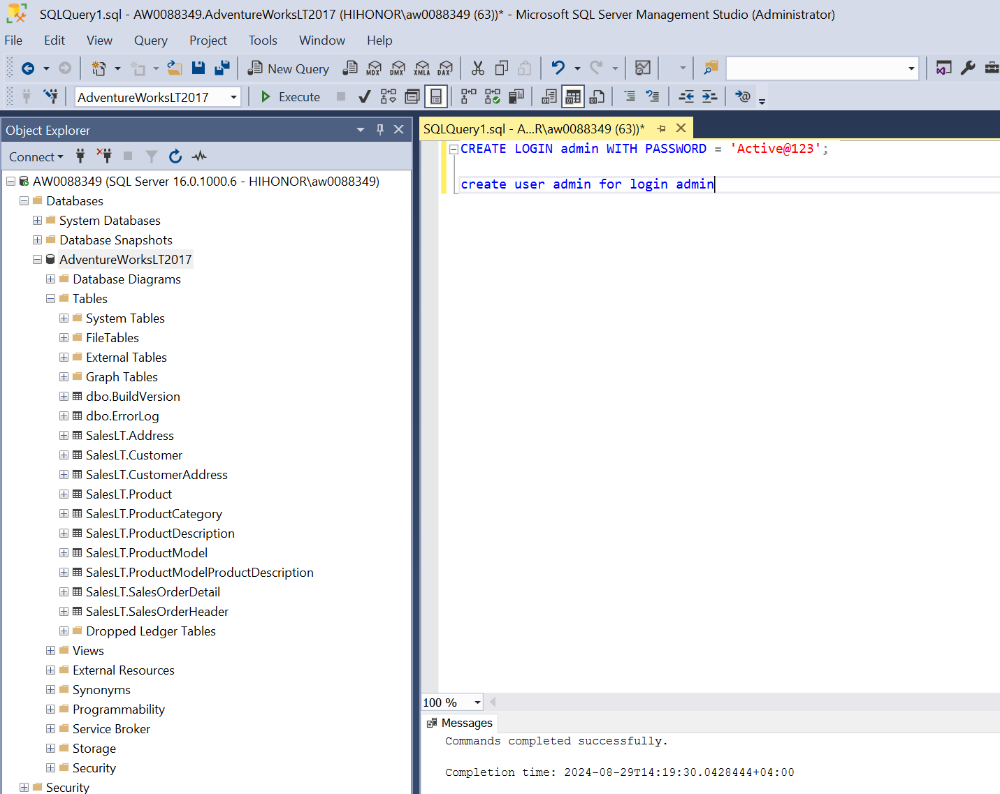 SQLQuery1.sql - AW0088349.AdventureWorksLT2017 (HIHONOR\aw0088349 (63))* - Microsoft SQL Server Management Studio (Administrator)
File Edit View Query Project Tools Window Help
New Query MDX DMX XMLA DAX
AdventureWorksLT2017 Execute
Object Explorer
SQLQuery1.sql - A...R\aw0088349 (63))*
Connect
CREATE LOGIN admin WITH PASSWORD = 'Active@123';
create user admin for login admin
AW0088349 (SQL Server 16.0.1000.6 - HIHONOR\aw0088349)
Databases
System Databases
Database Snapshots
AdventureWorksLT2017
Database Diagrams
Tables
System Tables
FileTables
External Tables
Graph Tables
dbo.BuildVersion
dbo.ErrorLog
SalesLT.Address
SalesLT.Customer
SalesLT.CustomerAddress
SalesLT.Product
SalesLT.ProductCategory
SalesLT.ProductDescription
SalesLT.ProductModel
SalesLT.ProductModelProductDescription
SalesLT.SalesOrderDetail
SalesLT.SalesOrderHeader
Dropped Ledger Tables
Views
External Resources
Synonyms
Programmability
Service Broker
Storage
Security
Security
100 %
Messages
Commands completed successfully.
Completion time: 2024-08-29T14:19:30.0428444+04:00